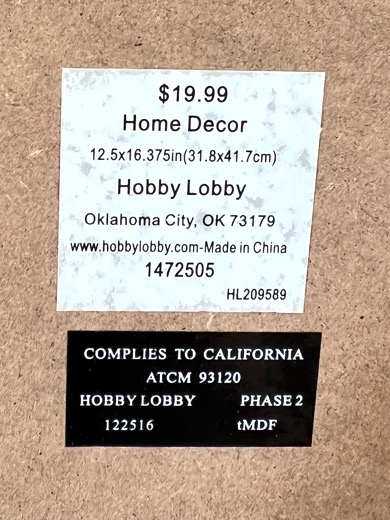 $19.99
Home Decor
12.5x16.375in(31.8x41.7cm)
Hobby Lobby
Oklahoma City, OK 73179
www.hobbylobby.com-Made in China
1472505
HL209589
COMPLIES TO CALIFORNIA
ATCM 93120
HOBBY LOBBY PHASE 2
122516 tMDF